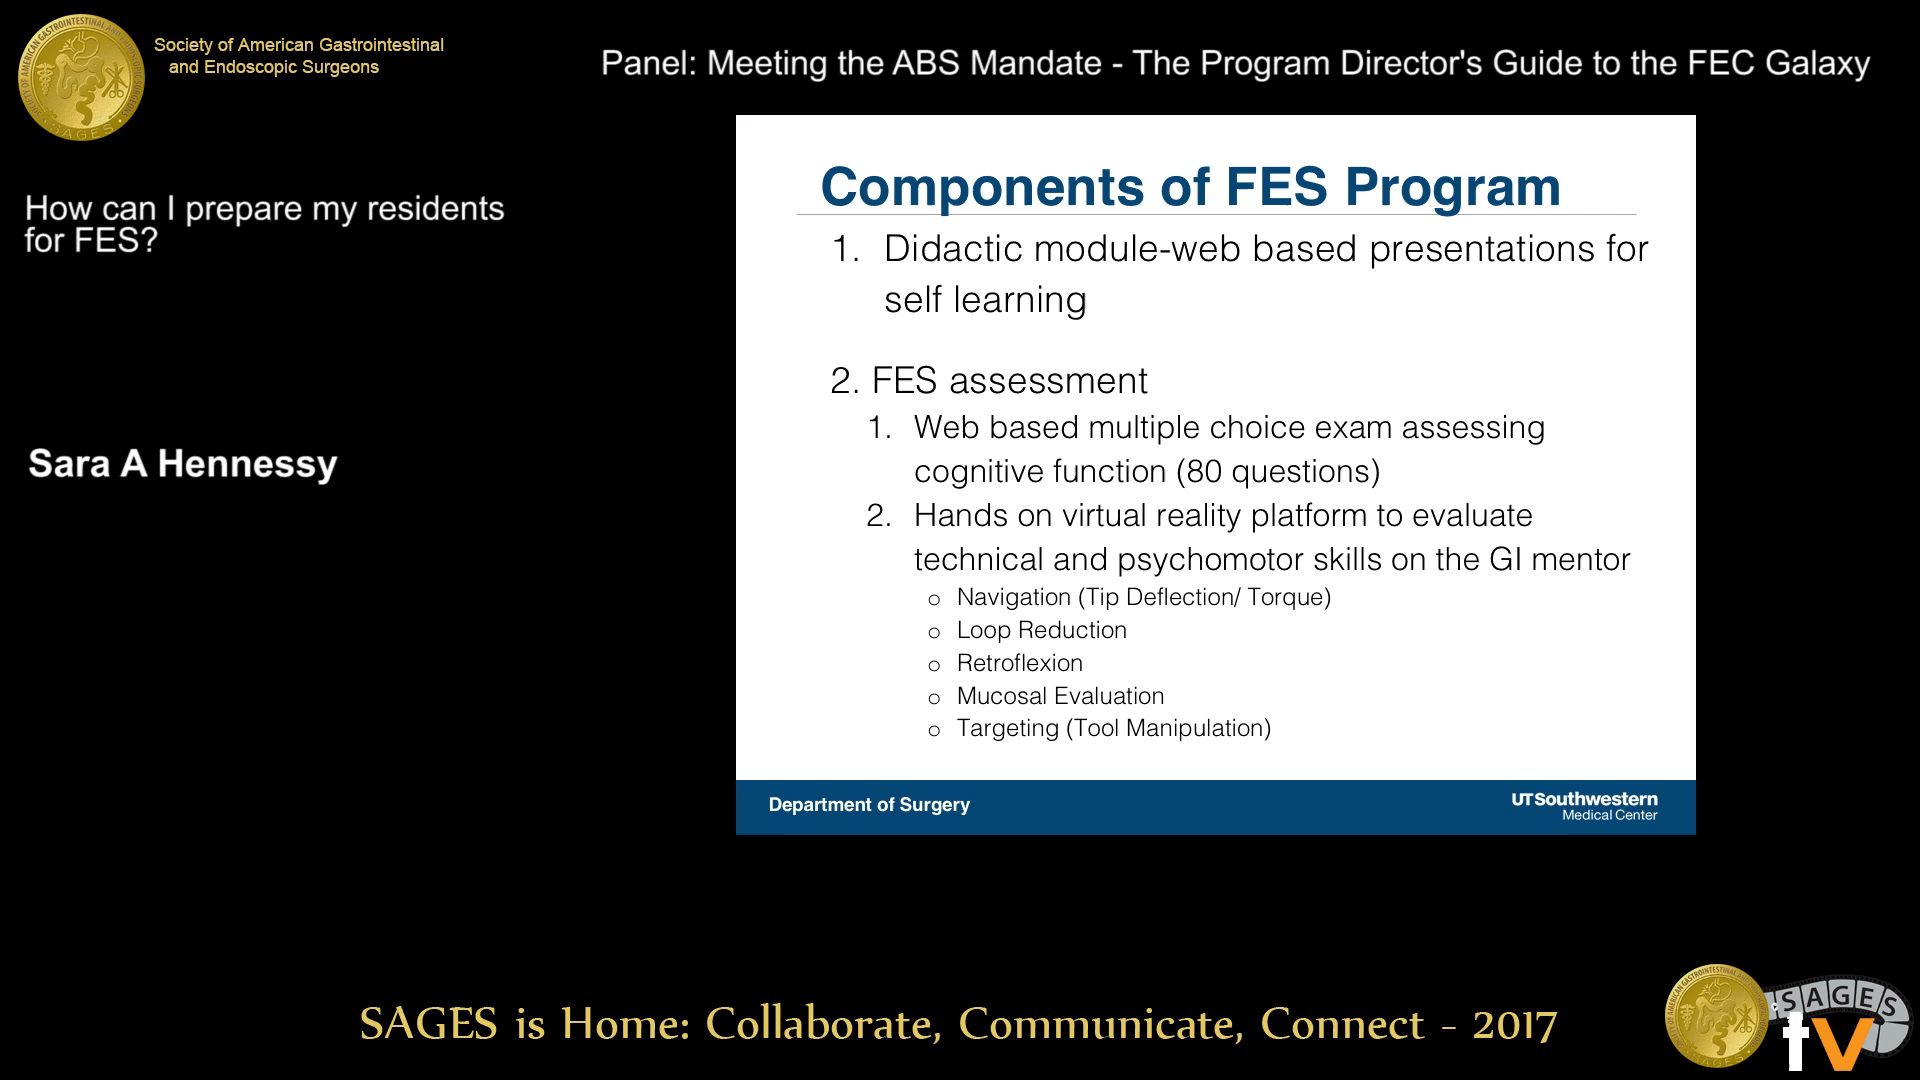 Society of American Gastrointestinal
and Endoscopic Surgeons
Panel: Meeting the ABS Mandate - The Program Director's Guide to the FEC Galaxy
How can I prepare my residents
for FES?
Sara A Hennessy
Components of FES Program
1. Didactic module-web based presentations for
self learning
2. FES assessment
1. Web based multiple choice exam assessing
cognitive function (80 questions)
2. Hands on virtual reality platform to evaluate
technical and psychomotor skills on the GI mentor
o Navigation (Tip Deflection/ Torque)
o Loop Reduction
o Retroflexion
o Mucosal Evaluation
o Targeting (Tool Manipulation)
Department of Surgery
UTSouthwestern
Medical Center
SAGES is Home: Collaborate, Communicate, Connect - 2017
SAGES
tv